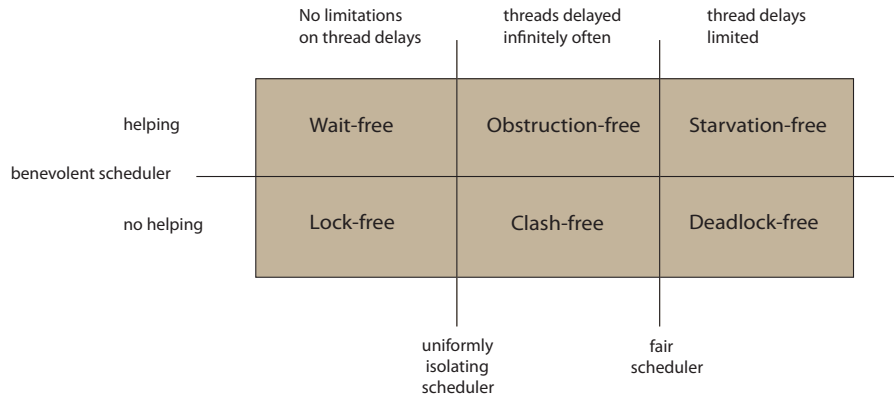 No limitations
on thread delays
threads delayed
infinitely often
thread delays
limited
helping
Wait-free
Obstruction-free
Starvation-free
benevolent scheduler
no helping
Lock-free
Clash-free
Deadlock-free
uniformly
isolating
scheduler
fair
scheduler